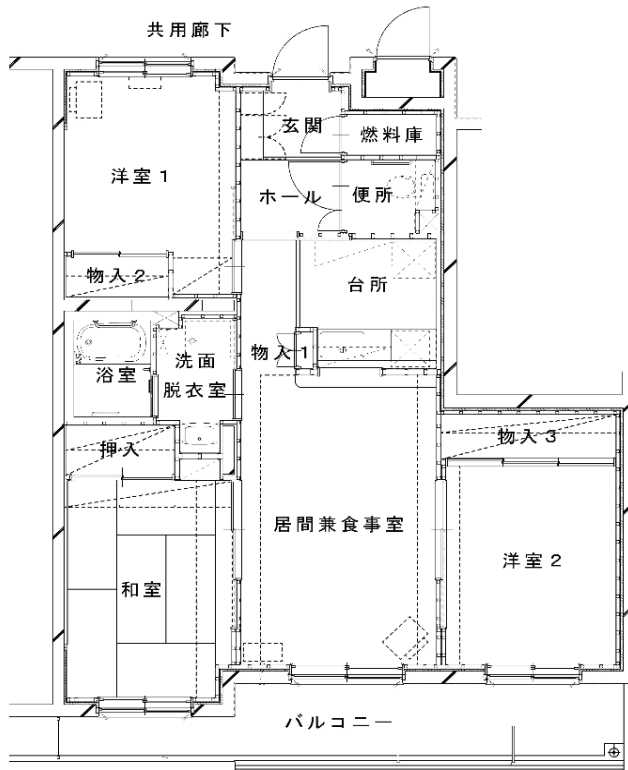 共用廊下
玄関
燃料庫
洋室１
ホール
便所
物入２
台所
物入１
洗面
脱衣室
浴室
押入
物入３
居間兼食事室
洋室２
和室
バルコニー